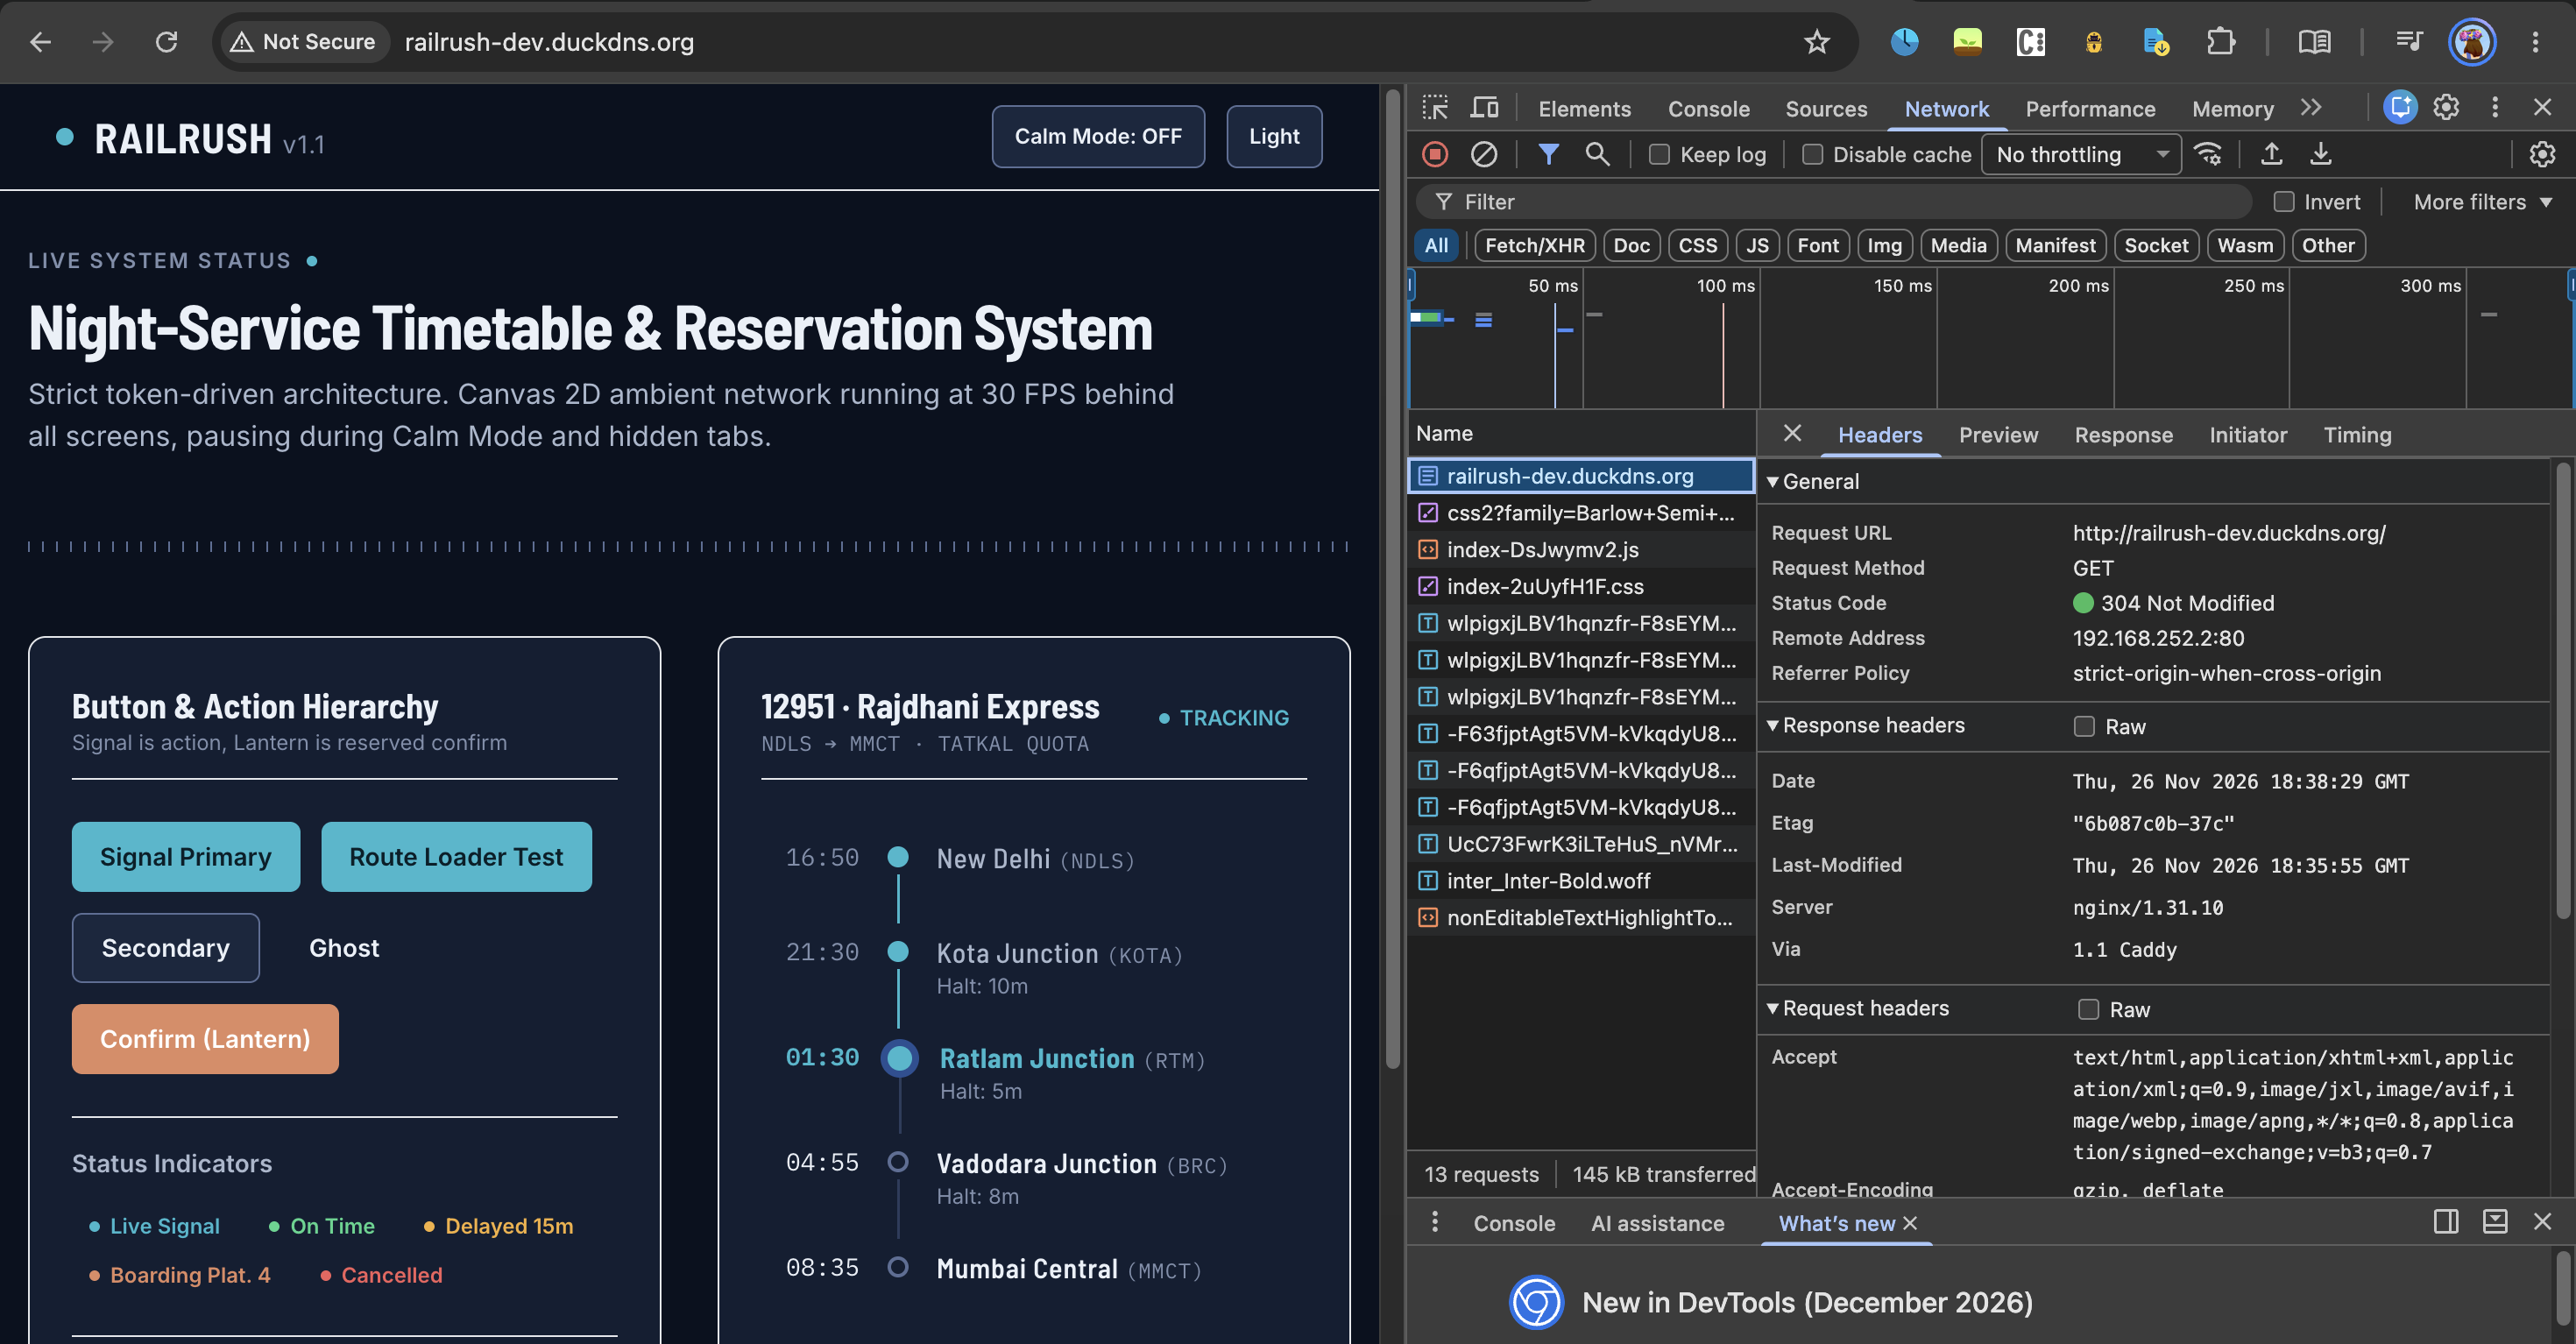 Not Secure railrush-dev.duckdns.org
RAILRUSH v1.1
Calm Mode: OFF
Light
LIVE SYSTEM STATUS
Night-Service Timetable & Reservation System
Strict token-driven architecture. Canvas 2D ambient network running at 30 FPS behind
all screens, pausing during Calm Mode and hidden tabs.
Button & Action Hierarchy
Signal is action, Lantern is reserved confirm
Signal Primary
Route Loader Test
Secondary
Ghost
Confirm (Lantern)
Status Indicators
Live Signal
On Time
Delayed 15m
Boarding Plat. 4
Cancelled
12951 · Rajdhani Express
TRACKING
NDLS → MMCT · TATKAL QUOTA
16:50 New Delhi (NDLS)
21:30 Kota Junction (KOTA)
Halt: 10m
01:30 Ratlam Junction (RTM)
Halt: 5m
04:55 Vadodara Junction (BRC)
Halt: 8m
08:35 Mumbai Central (MMCT)
Elements Console Sources Network Performance Memory
Keep log Disable cache No throttling
Filter Invert More filters
All Fetch/XHR Doc CSS JS Font Img Media Manifest Socket Wasm Other
50 ms 100 ms 150 ms 200 ms 250 ms 300 ms
Name
railrush-dev.duckdns.org
css2?family=Barlow+Semi+...
index-DsJwymv2.js
index-2uUyfH1F.css
wlpigxjLBV1hqnzfr-F8sEYM...
wlpigxjLBV1hqnzfr-F8sEYM...
wlpigxjLBV1hqnzfr-F8sEYM...
-F63fjptAgt5VM-kVkqdyU8...
-F6qfjptAgt5VM-kVkqdyU8...
-F6qfjptAgt5VM-kVkqdyU8...
UcC73FwrK3iLTeHuS_nVMr...
inter_Inter-Bold.woff
nonEditableTextHighlightTo...
13 requests 145 kB transferred
Headers Preview Response Initiator Timing
General
Request URL http://railrush-dev.duckdns.org/
Request Method GET
Status Code 304 Not Modified
Remote Address 192.168.252.2:80
Referrer Policy strict-origin-when-cross-origin
Response headers Raw
Date Thu, 26 Nov 2026 18:38:29 GMT
Etag "6b087c0b-37c"
Last-Modified Thu, 26 Nov 2026 18:35:55 GMT
Server nginx/1.31.10
Via 1.1 Caddy
Request headers Raw
Accept text/html,application/xhtml+xml,applic
ation/xml;q=0.9,image/jxl,image/avif,i
mage/webp,image/apng,*/*;q=0.8,applica
tion/signed-exchange;v=b3;q=0.7
Accept-Encoding gzip, deflate
Console AI assistance What's new
New in DevTools (December 2026)